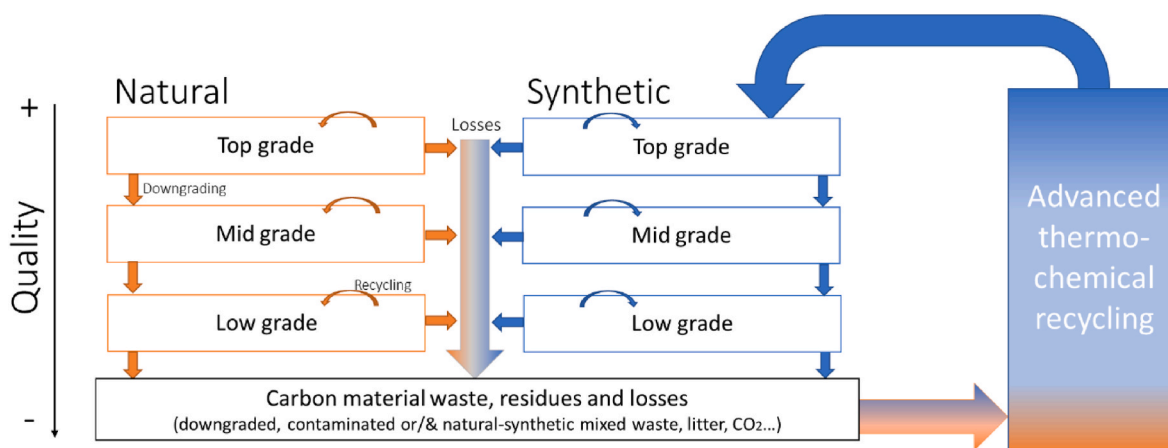 Natural
Synthetic
+
Quality
-
Losses
Top grade
Top grade
Downgrading
Mid grade
Mid grade
Recycling
Low grade
Low grade
Carbon material waste, residues and losses
(downgraded, contaminated or/& natural-synthetic mixed waste, litter, CO₂...)
Advanced
thermo-
chemical
recycling